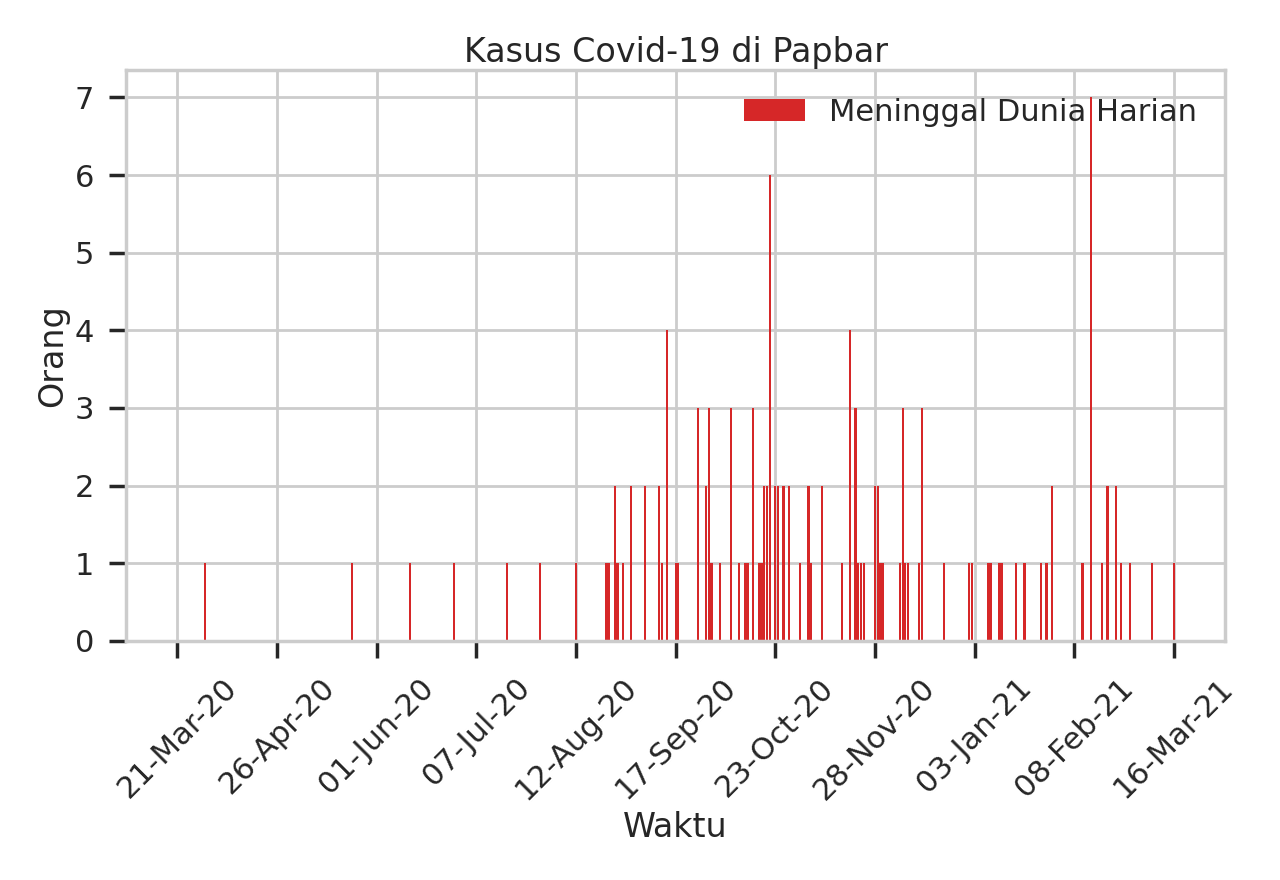 Kasus Covid-19 di Papbar
Meninggal Dunia Harian
Orang
7
6
5
4
3
2
1
0
21-Mar-20
26-Apr-20
01-Jun-20
07-Jul-20
12-Aug-20
17-Sep-20
23-Oct-20
28-Nov-20
03-Jan-21
08-Feb-21
16-Mar-21
Waktu